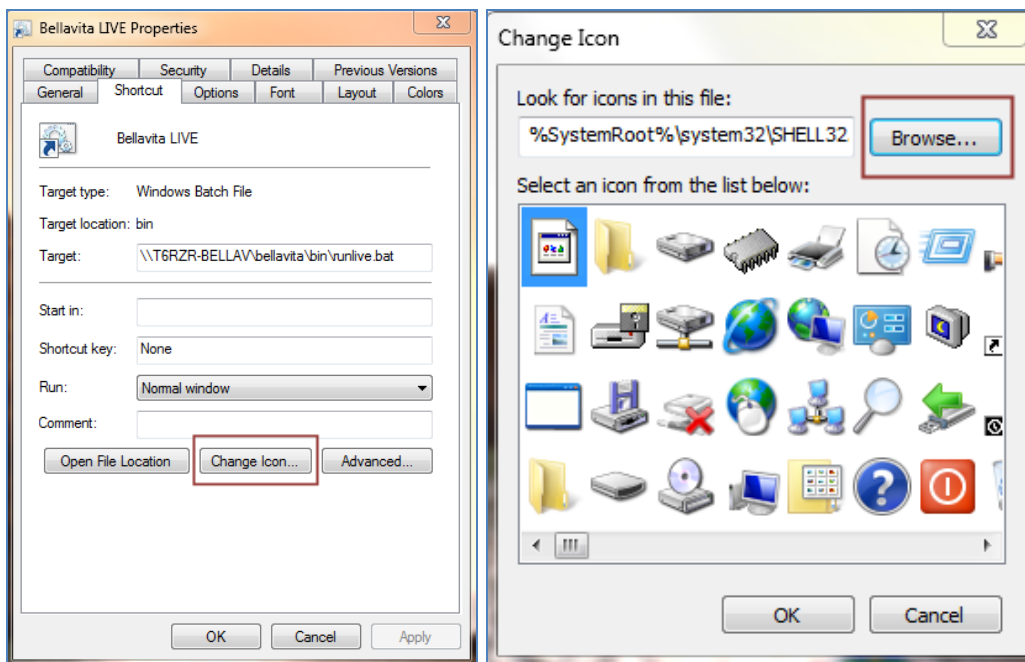 Bellavita LIVE Properties
Compatibility Security Details Previous Versions
General Shortcut Options Font Layout Colors
Bellavita LIVE
Target type: Windows Batch File
Target location: bin
Target: \\T6RZR-BELLAV\bellavita\bin\runlive.bat
Start in:
Shortcut key: None
Run: Normal window
Comment:
Open File Location Change Icon... Advanced...
OK Cancel Apply
Change Icon
Look for icons in this file:
%SystemRoot%\system32\SHELL32 Browse...
Select an icon from the list below:
OK Cancel